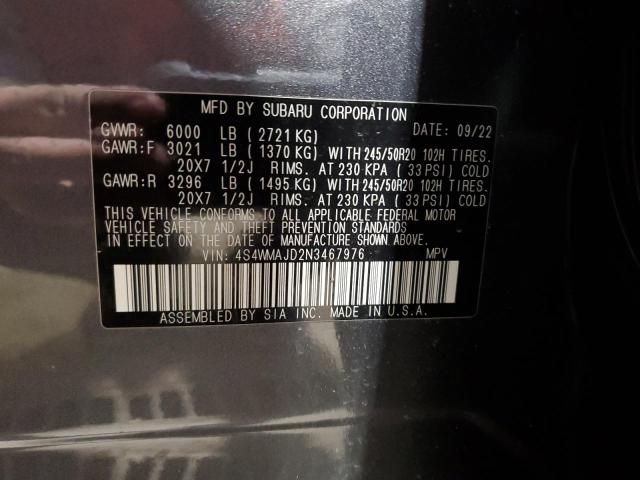 MFD BY SUBARU CORPORATION
GVWR: 6000 LB (2721 KG) DATE: 09/22
GAWR:F 3021 LB (1370 KG) WITH 245/50R20 102H TIRES.
20X7 1/2J RIMS. AT 230 KPA (33 PSI) COLD
GAWR:R 3296 LB (1495 KG) WITH 245/50R20 102H TIRES.
20X7 1/2J RIMS. AT 230 KPA (33 PSI) COLD
THIS VEHICLE CONFORMS TO ALL APPLICABLE FEDERAL MOTOR
VEHICLE SAFETY AND THEFT PREVENTION STANDARDS
IN EFFECT ON THE DATE OF MANUFACTURE SHOWN ABOVE.
VIN: 4S4WMAJD2N3467976 MPV
ASSEMBLED BY SIA INC. MADE IN U.S.A.